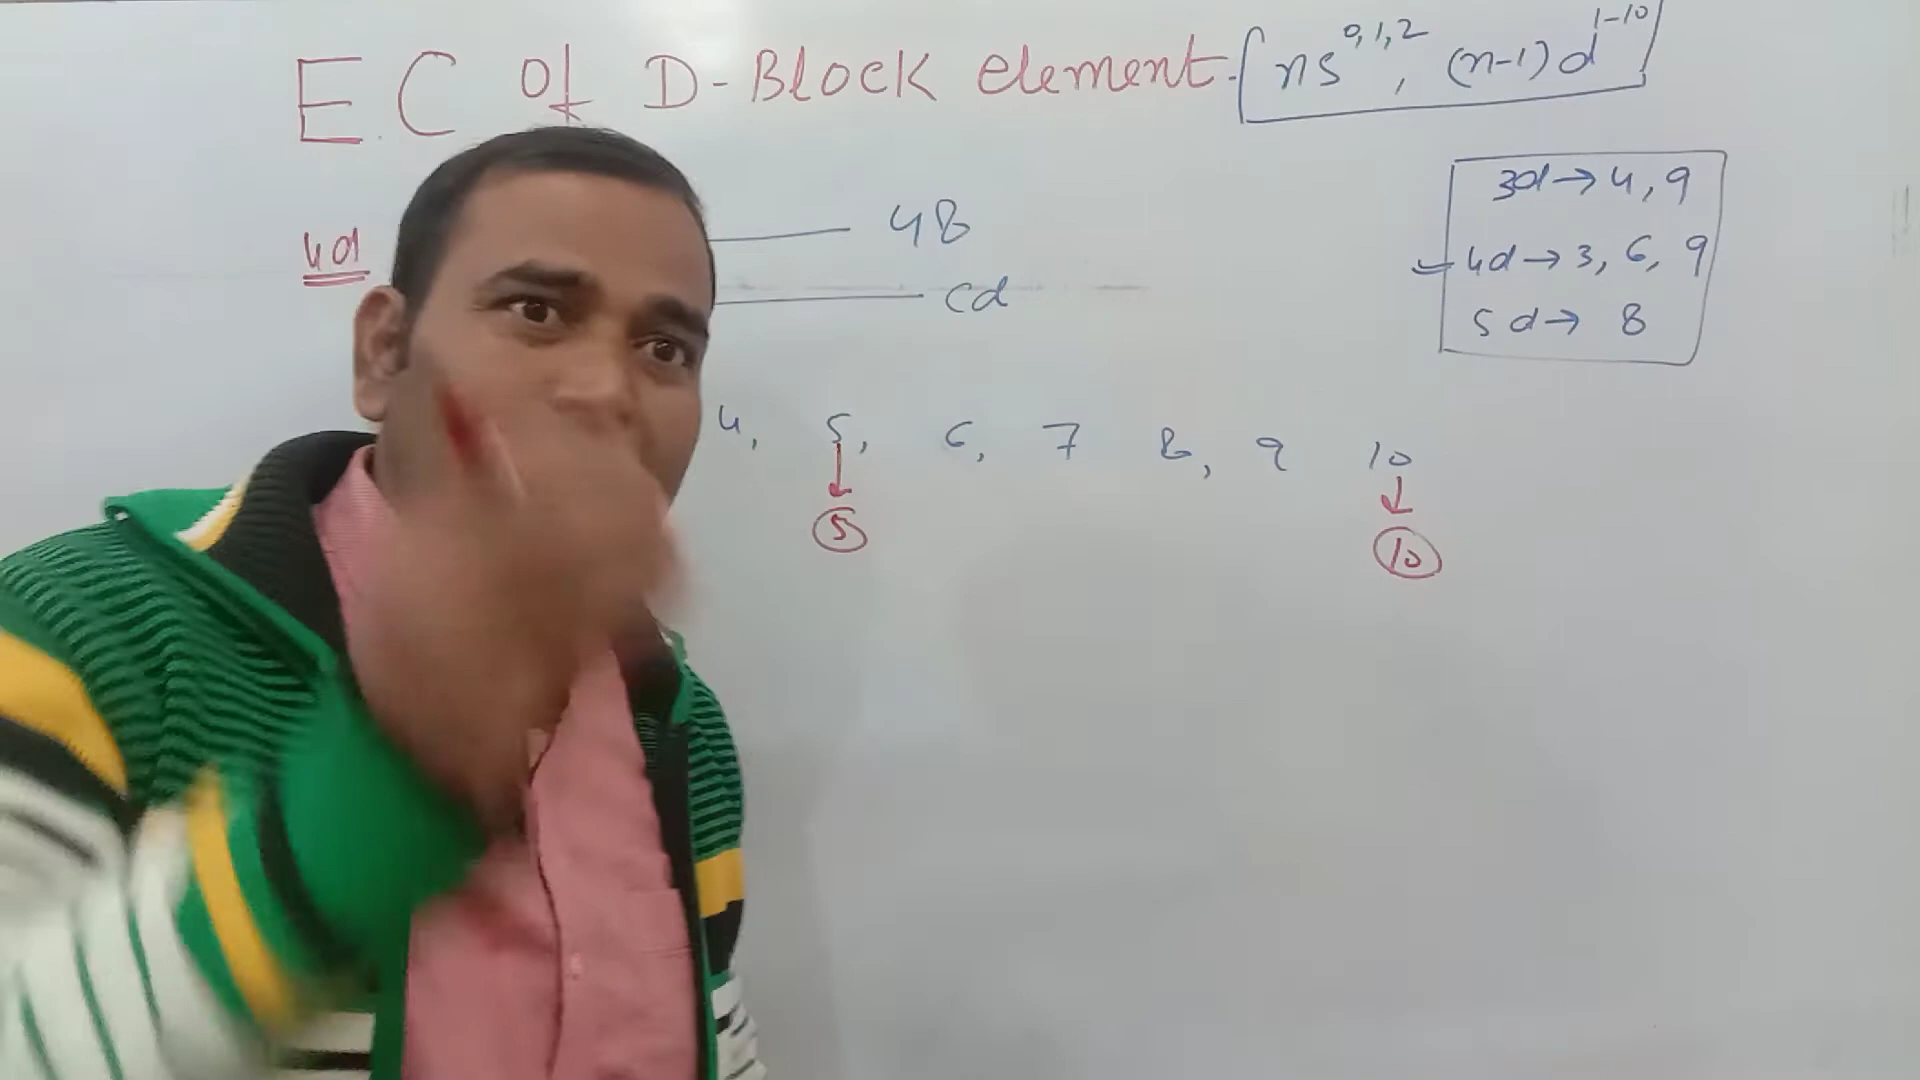 E.C Of D-Block element-[ns^0,1,2, (n-1)d^1-10]
3d→4,9
4d 48
4d→3,6,9
Cd
5d→ 8
4, 5, 6, 7 8, 9 10
5 10